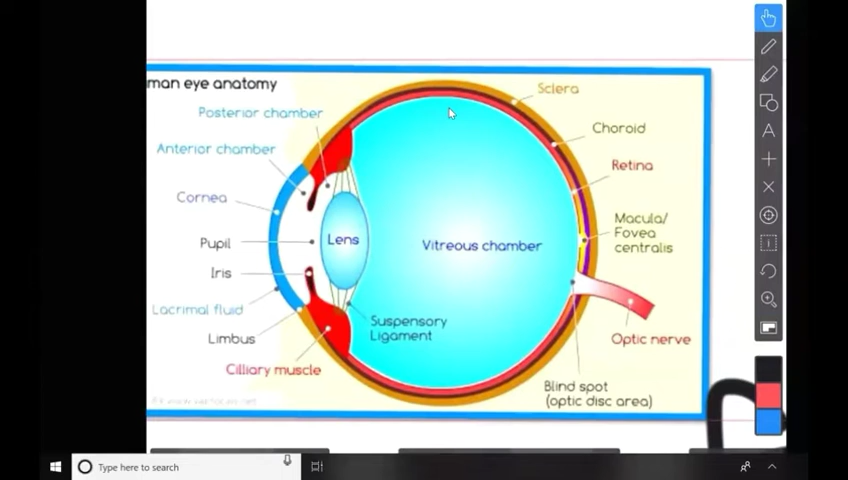 man eye anatomy
Posterior chamber
Anterior chamber
Cornea
Pupil
Iris
Lacrimal fluid
Limbus
Cilliary muscle
Lens
Vitreous chamber
Suspensory
Ligament
Sclera
Choroid
Retina
Macula/
Fovea
centralis
Optic nerve
Blind spot
(optic disc area)
A
Type here to search